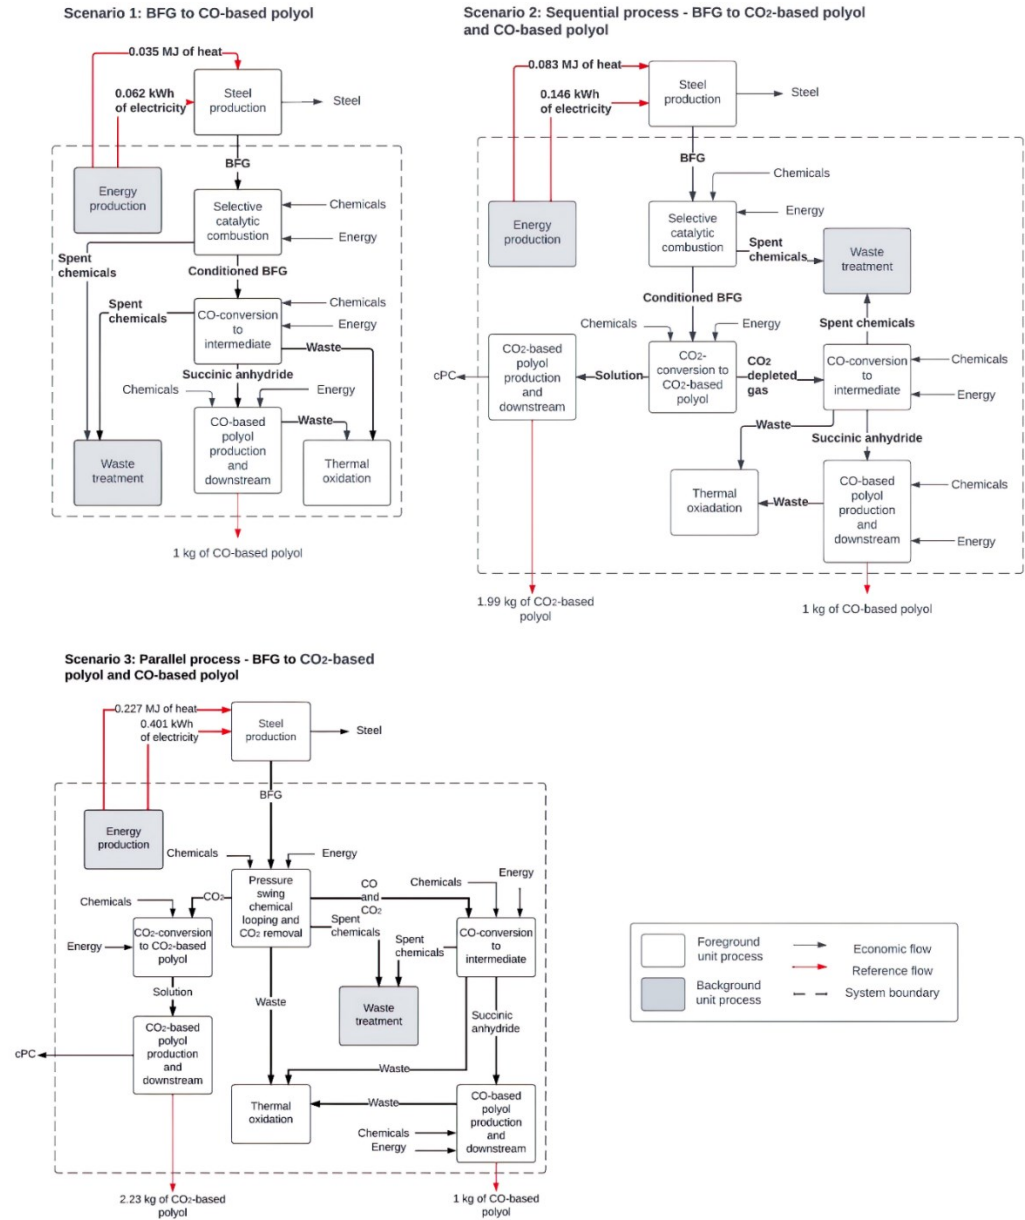 Scenario 1: BFG to CO-based polyol
0.035 MJ of heat
0.062 kWh
of electricity
Steel
production
Steel
BFG
Energy
production
Selective
catalytic
combustion
Chemicals
Energy
Spent
chemicals
Conditioned BFG
Spent
chemicals
CO-conversion
to
intermediate
Chemicals
Energy
Waste
Succinic anhydride
Chemicals
Energy
CO-based
polyol
production
and
downstream
Waste
Waste
treatment
Thermal
oxidation
1 kg of CO-based polyol
Scenario 2: Sequential process - BFG to CO2-based polyol
and CO-based polyol
0.083 MJ of heat
0.146 kWh
of electricity
Steel
production
Steel
BFG
Chemicals
Energy
Energy
production
Selective
catalytic
combustion
Spent
chemicals
Waste
treatment
Conditioned BFG
Chemicals
Energy
Spent chemicals
cPC
CO2-based
polyol
production
and
downstream
Solution
CO2-
conversion to
CO2-based
polyol
CO2
depleted
gas
CO-conversion
to
intermediate
Chemicals
Energy
Waste
Succinic anhydride
Thermal
oxiadation
Waste
CO-based
polyol
production
and
downstream
Chemicals
Energy
1.99 kg of CO2-based
polyol
1 kg of CO-based polyol
Scenario 3: Parallel process - BFG to CO2-based
polyol and CO-based polyol
0.227 MJ of heat
0.401 kWh
of electricity
Steel
production
Steel
BFG
Energy
production
Chemicals
Energy
Pressure
swing
chemical
looping and
CO2 removal
CO2
CO
and
CO2
Chemicals
Energy
Chemicals
Energy
CO2-conversion
to CO2-based
polyol
Spent
chemicals
Spent
chemicals
CO-conversion
to
intermediate
Solution
Waste
Waste
treatment
Succinic
anhydride
cPC
CO2-based
polyol
production
and
downstream
Waste
Thermal
oxidation
Waste
CO-based
polyol
production
and
downstream
Chemicals
Energy
2.23 kg of CO2-based
polyol
1 kg of CO-based
polyol
Foreground
unit process
Background
unit process
Economic flow
Reference flow
System boundary